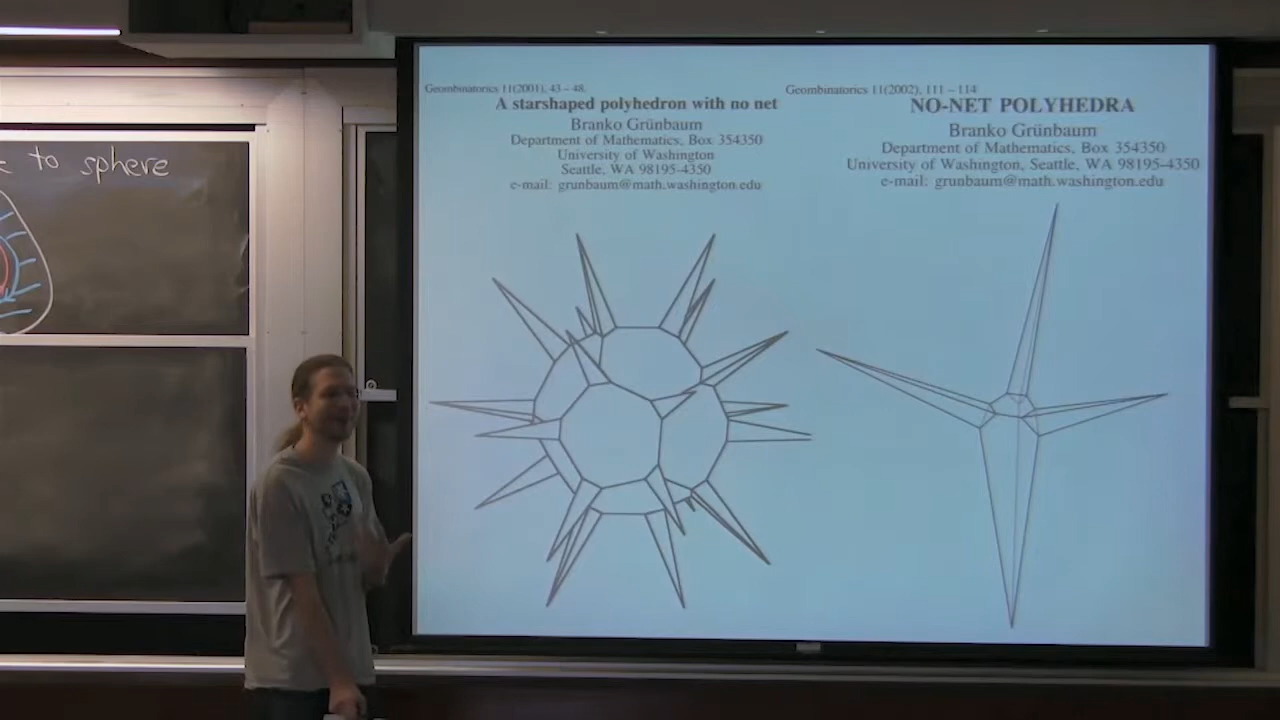 to sphere
Geombinatorics 11(2001), 43 – 48.
A starshaped polyhedron with no net
Branko Grünbaum
Department of Mathematics, Box 354350
University of Washington
Seattle, WA 98195-4350
e-mail: grunbaum@math.washington.edu
Geombinatorics 11(2002), 111 – 114
NO-NET POLYHEDRA
Branko Grünbaum
Department of Mathematics, Box 354350
University of Washington, Seattle, WA 98195-4350
e-mail: grunbaum@math.washington.edu